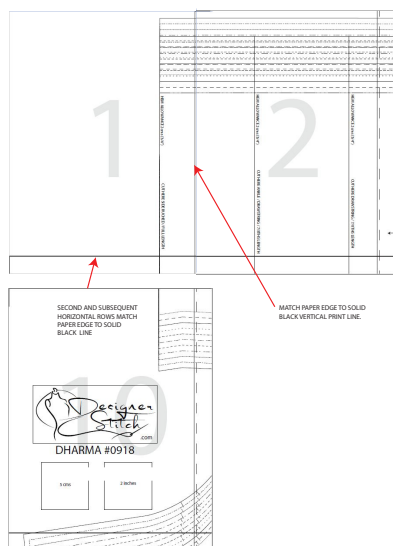 1
2
SECOND AND SUBSEQUENT
HORIZONTAL ROWS MATCH
PAPER EDGE TO SOLID
BLACK LINE
MATCH PAPER EDGE TO SOLID
BLACK VERTICAL PRINT LINE.
10
Designer
Stitch
.com
DHARMA #0918
5 cms
2 Inches